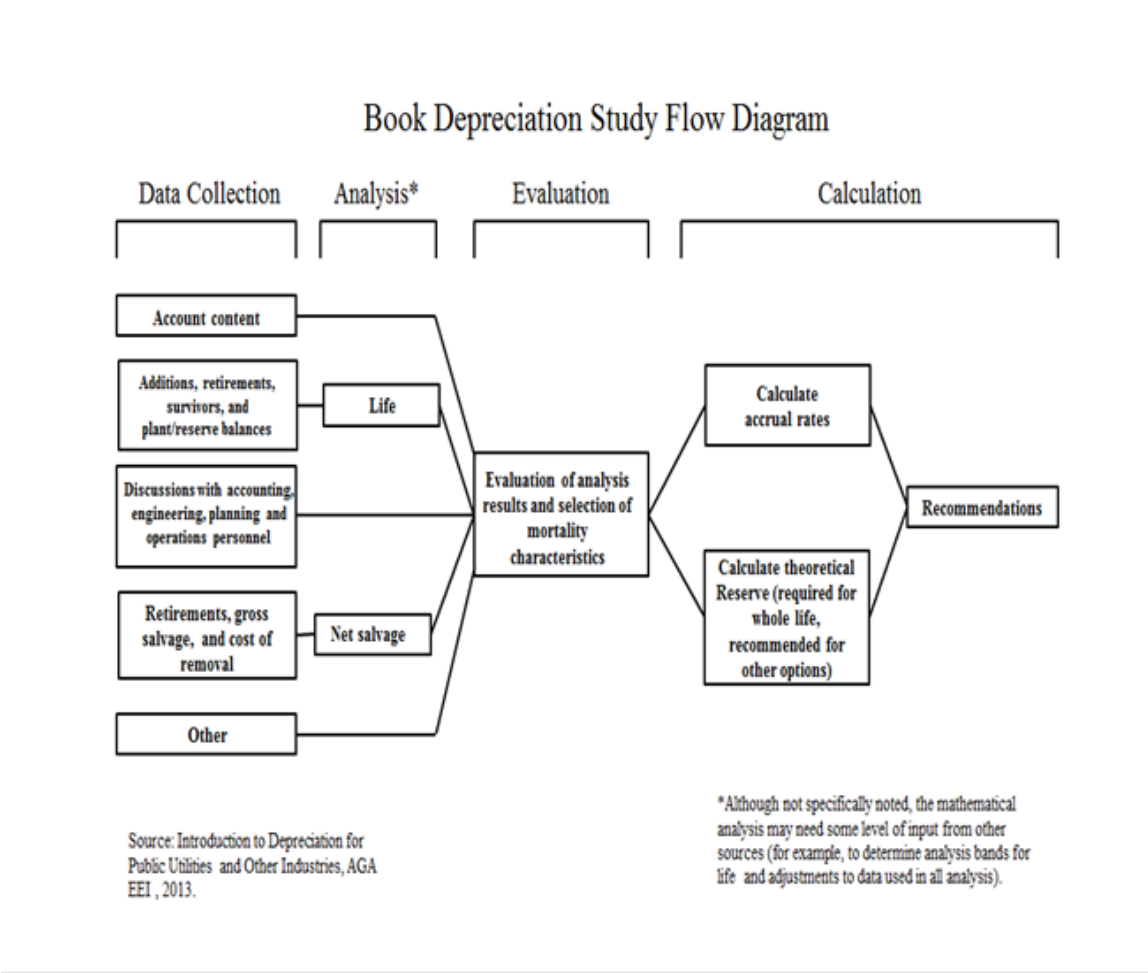 Book Depreciation Study Flow Diagram
Data Collection
Analysis*
Evaluation
Calculation
Account content
Additions, retirements,
survivors, and
plant/reserve balances
Life
Discussions with accounting,
engineering, planning and
operations personnel
Retirements, gross
salvage, and cost of
removal
Net salvage
Other
Evaluation of analysis
results and selection of
mortality
characteristics
Calculate
accrual rates
Calculate theoretical
Reserve (required for
whole life,
recommended for
other options)
Recommendations
Source: Introduction to Depreciation for
Public Utilities and Other Industries, AGA
EEI , 2013.
*Although not specifically noted, the mathematical
analysis may need some level of input from other
sources (for example, to determine analysis bands for
life and adjustments to data used in all analysis).